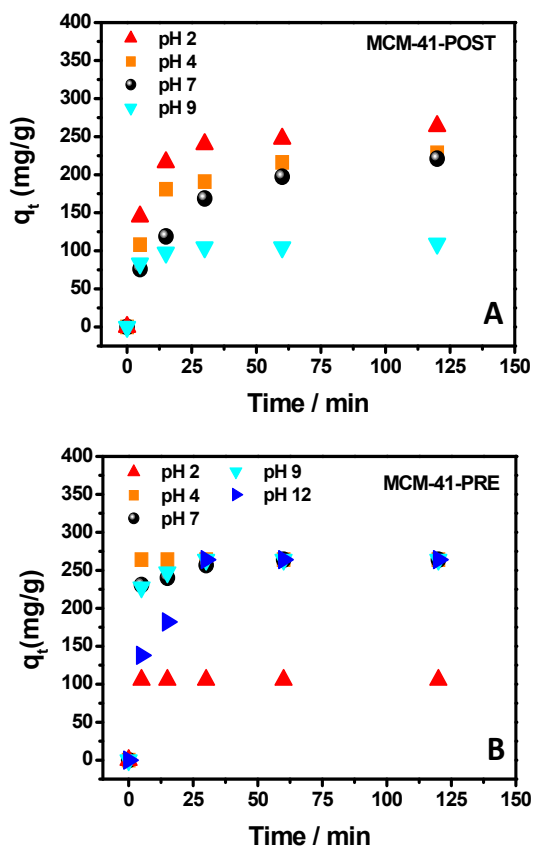 MCM-41-POST
pH 2
pH 4
pH 7
pH 9
400
350
300
250
200
150
100
50
0
qt (mg/g)
0 25 50 75 100 125 150
Time / min
A
MCM-41-PRE
pH 2 pH 9
pH 4 pH 12
pH 7
400
350
300
250
200
150
100
50
0
qt(mg/g)
0 25 50 75 100 125 150
Time / min
B